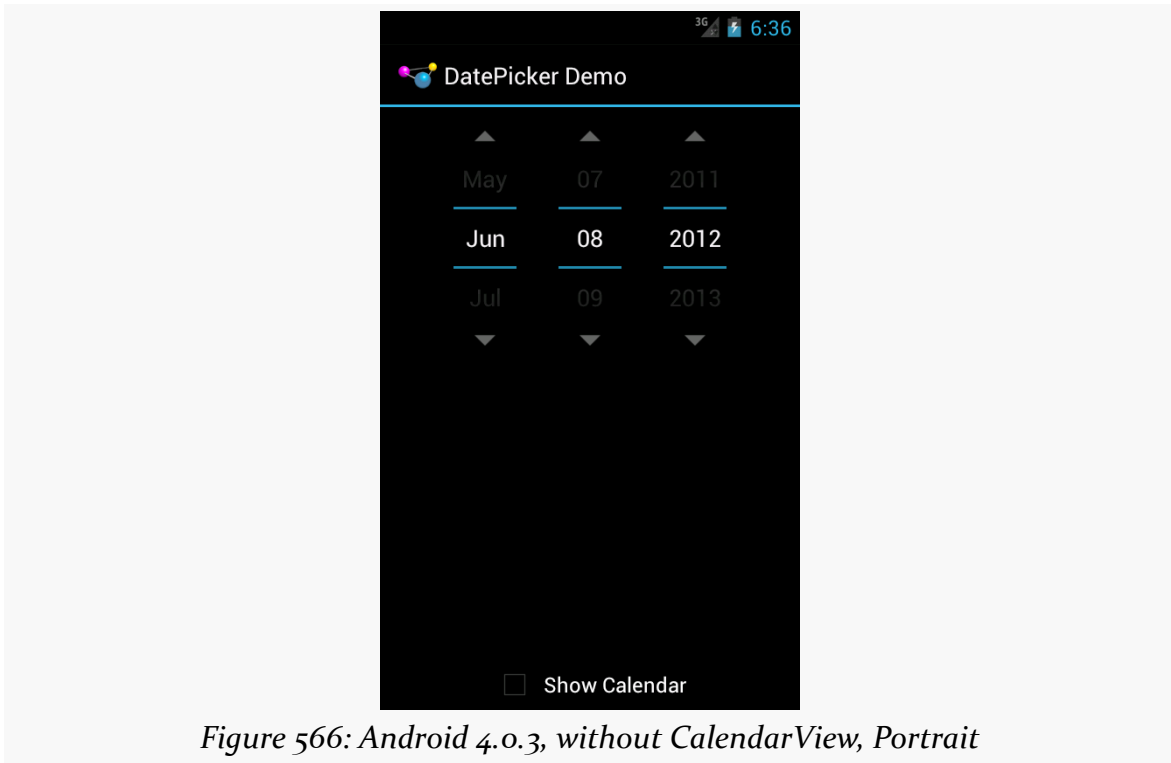 3G 6:36
DatePicker Demo
May 07 2011
Jun 08 2012
Jul 09 2013
Show Calendar
Figure 566: Android 4.0.3, without CalendarView, Portrait